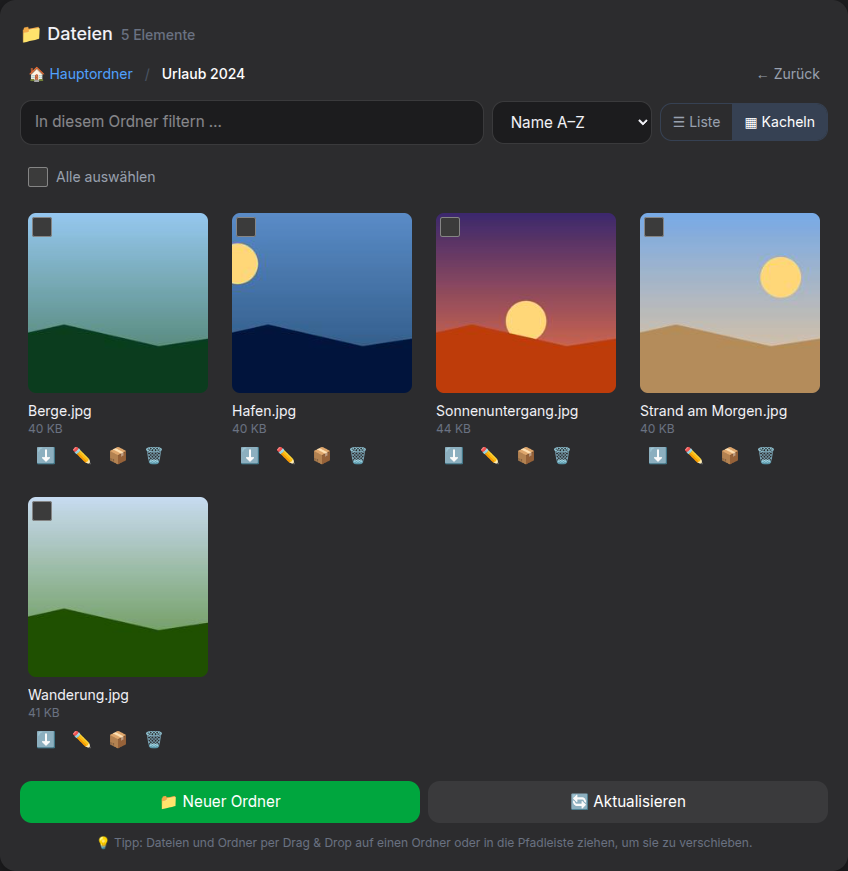 📁 Dateien 5 Elemente
🏠 Hauptordner / Urlaub 2024 ← Zurück
In diesem Ordner filtern ... Name A–Z ☰ Liste ▦ Kacheln
Alle auswählen
Berge.jpg Hafen.jpg Sonnenuntergang.jpg Strand am Morgen.jpg
40 KB 40 KB 44 KB 40 KB
Wanderung.jpg
41 KB
📁 Neuer Ordner 🔄 Aktualisieren
💡 Tipp: Dateien und Ordner per Drag & Drop auf einen Ordner oder in die Pfadleiste ziehen, um sie zu verschieben.